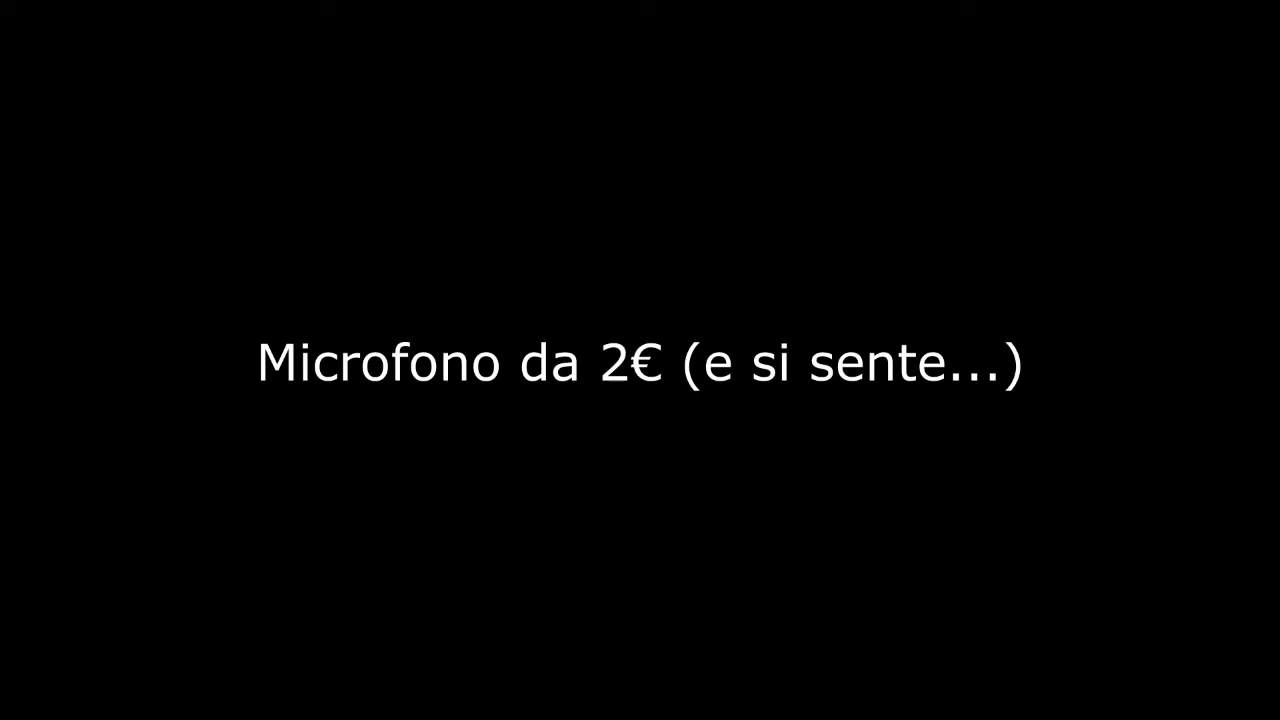 Microfono da 2€ (e si sente...)